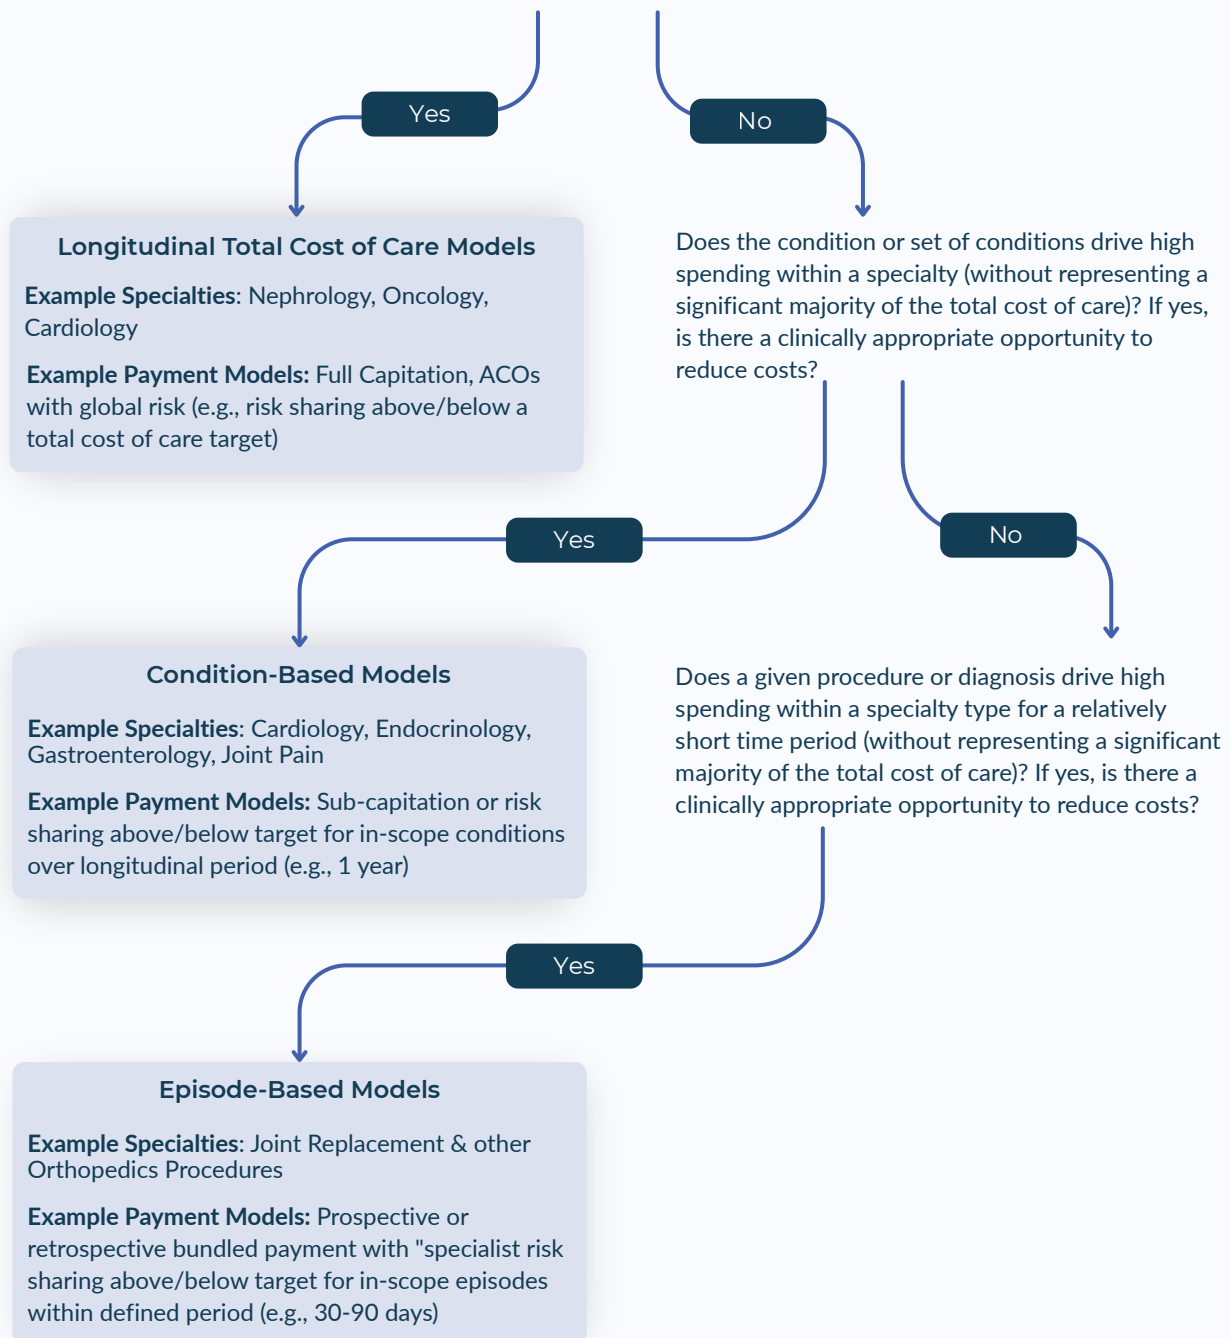 Yes
No
Longitudinal Total Cost of Care Models
Example Specialties: Nephrology, Oncology,
Cardiology
Example Payment Models: Full Capitation, ACOs
with global risk (e.g., risk sharing above/below a
total cost of care target)
Does the condition or set of conditions drive high
spending within a specialty (without representing a
significant majority of the total cost of care)? If yes,
is there a clinically appropriate opportunity to
reduce costs?
Yes
No
Condition-Based Models
Example Specialties: Cardiology, Endocrinology,
Gastroenterology, Joint Pain
Example Payment Models: Sub-capitation or risk
sharing above/below target for in-scope conditions
over longitudinal period (e.g., 1 year)
Does a given procedure or diagnosis drive high
spending within a specialty type for a relatively
short time period (without representing a significant
majority of the total cost of care)? If yes, is there a
clinically appropriate opportunity to reduce costs?
Yes
Episode-Based Models
Example Specialties: Joint Replacement & other
Orthopedics Procedures
Example Payment Models: Prospective or
retrospective bundled payment with "specialist risk
sharing above/below target for in-scope episodes
within defined period (e.g., 30-90 days)